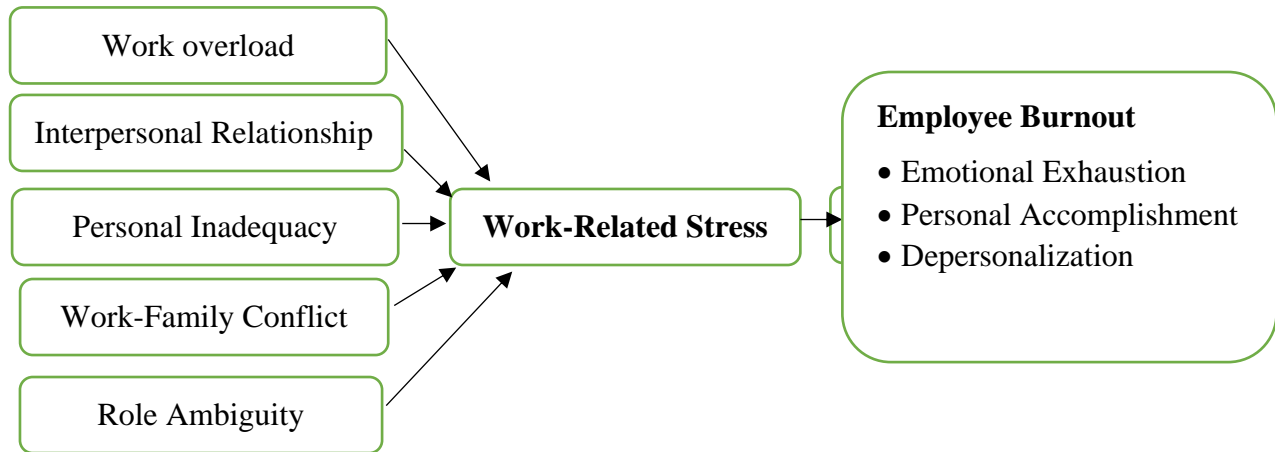 Work overload
Interpersonal Relationship
Personal Inadequacy
Work-Family Conflict
Role Ambiguity
Work-Related Stress
Employee Burnout
• Emotional Exhaustion
• Personal Accomplishment
• Depersonalization